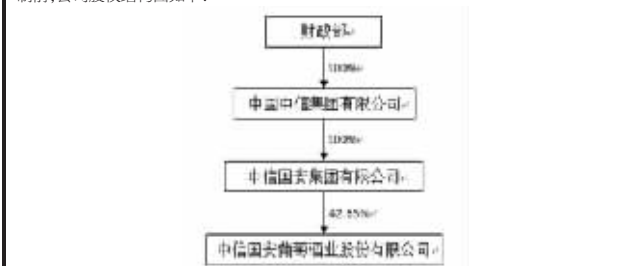 财政部
100%
中国中信集团有限公司
100%
中信国安集团有限公司
42.55%
中信国安葡萄酒业股份有限公司